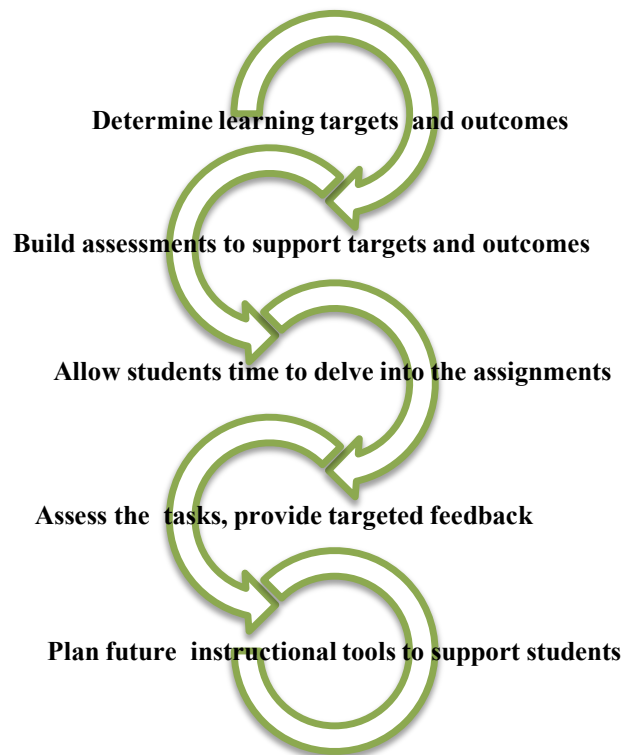 Determine learning targets and outcomes
Build assessments to support targets and outcomes
Allow students time to delve into the assignments
Assess the tasks, provide targeted feedback
Plan future instructional tools to support students